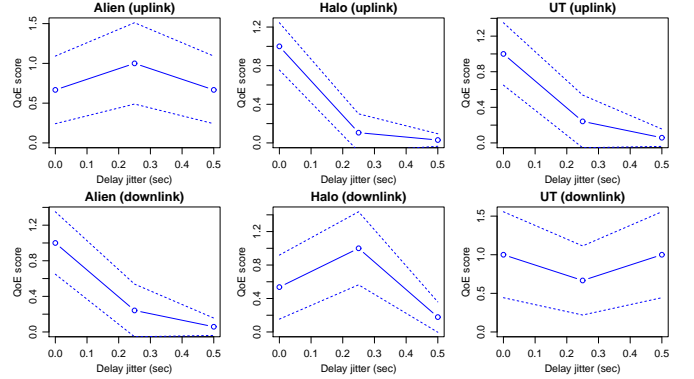 Alien (uplink)
QoE score
0.0 0.5 1.0 1.5
0.0 0.1 0.2 0.3 0.4 0.5
Delay jitter (sec)
Halo (uplink)
QoE score
0.0 0.4 0.8 1.2
0.0 0.1 0.2 0.3 0.4 0.5
Delay jitter (sec)
UT (uplink)
QoE score
0.0 0.4 0.8 1.2
0.0 0.1 0.2 0.3 0.4 0.5
Delay jitter (sec)
Alien (downlink)
QoE score
0.0 0.4 0.8 1.2
0.0 0.1 0.2 0.3 0.4 0.5
Delay jitter (sec)
Halo (downlink)
QoE score
0.0 0.4 0.8 1.2
0.0 0.1 0.2 0.3 0.4 0.5
Delay jitter (sec)
UT (downlink)
QoE score
0.0 0.5 1.0 1.5
0.0 0.1 0.2 0.3 0.4 0.5
Delay jitter (sec)